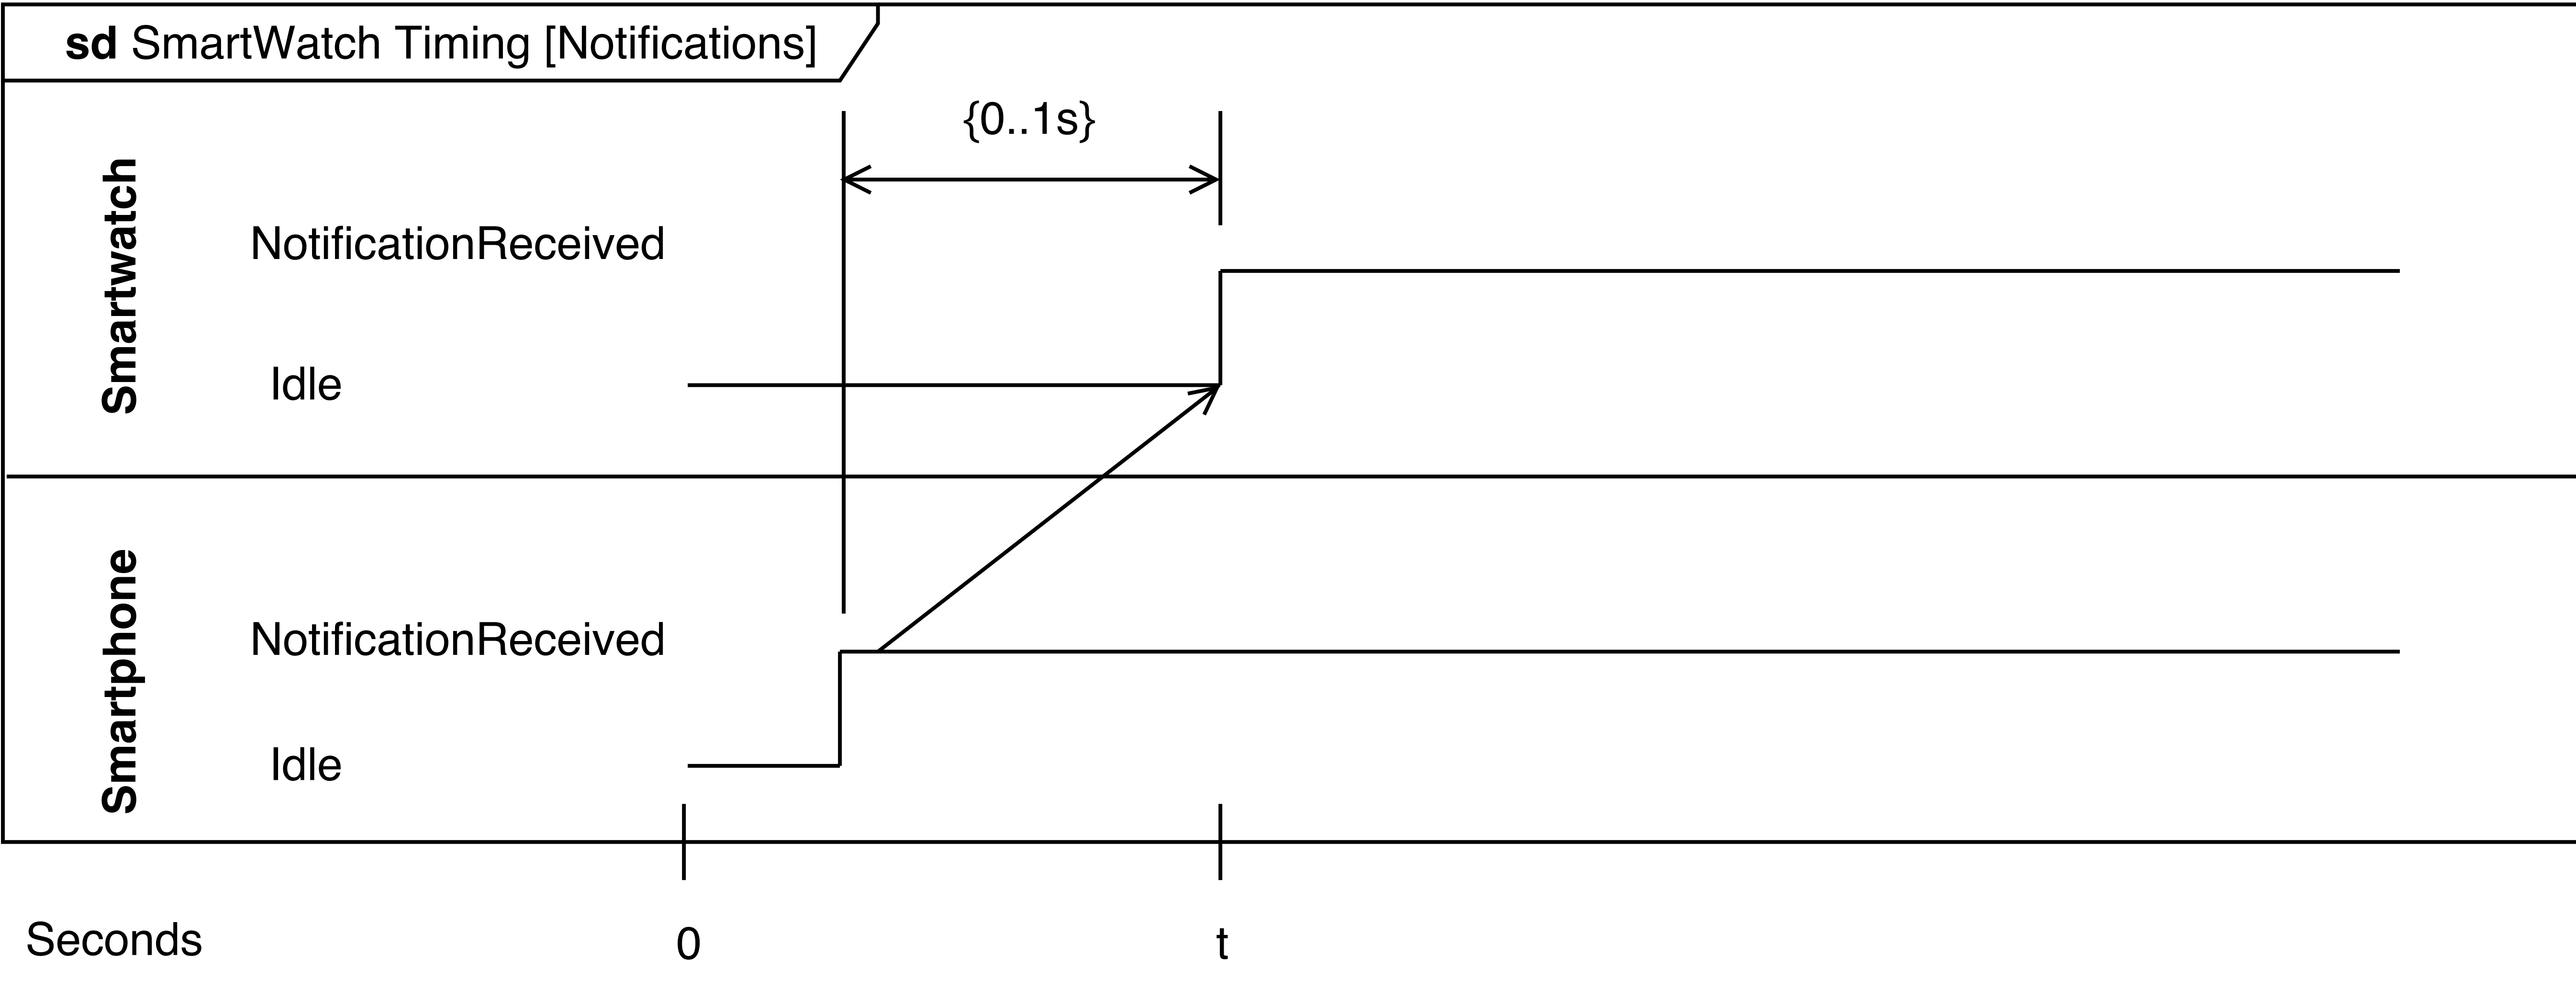 sd SmartWatch Timing [Notifications]
{0..1s}
Smartwatch
NotificationReceived
Idle
Smartphone
NotificationReceived
Idle
Seconds
0
t